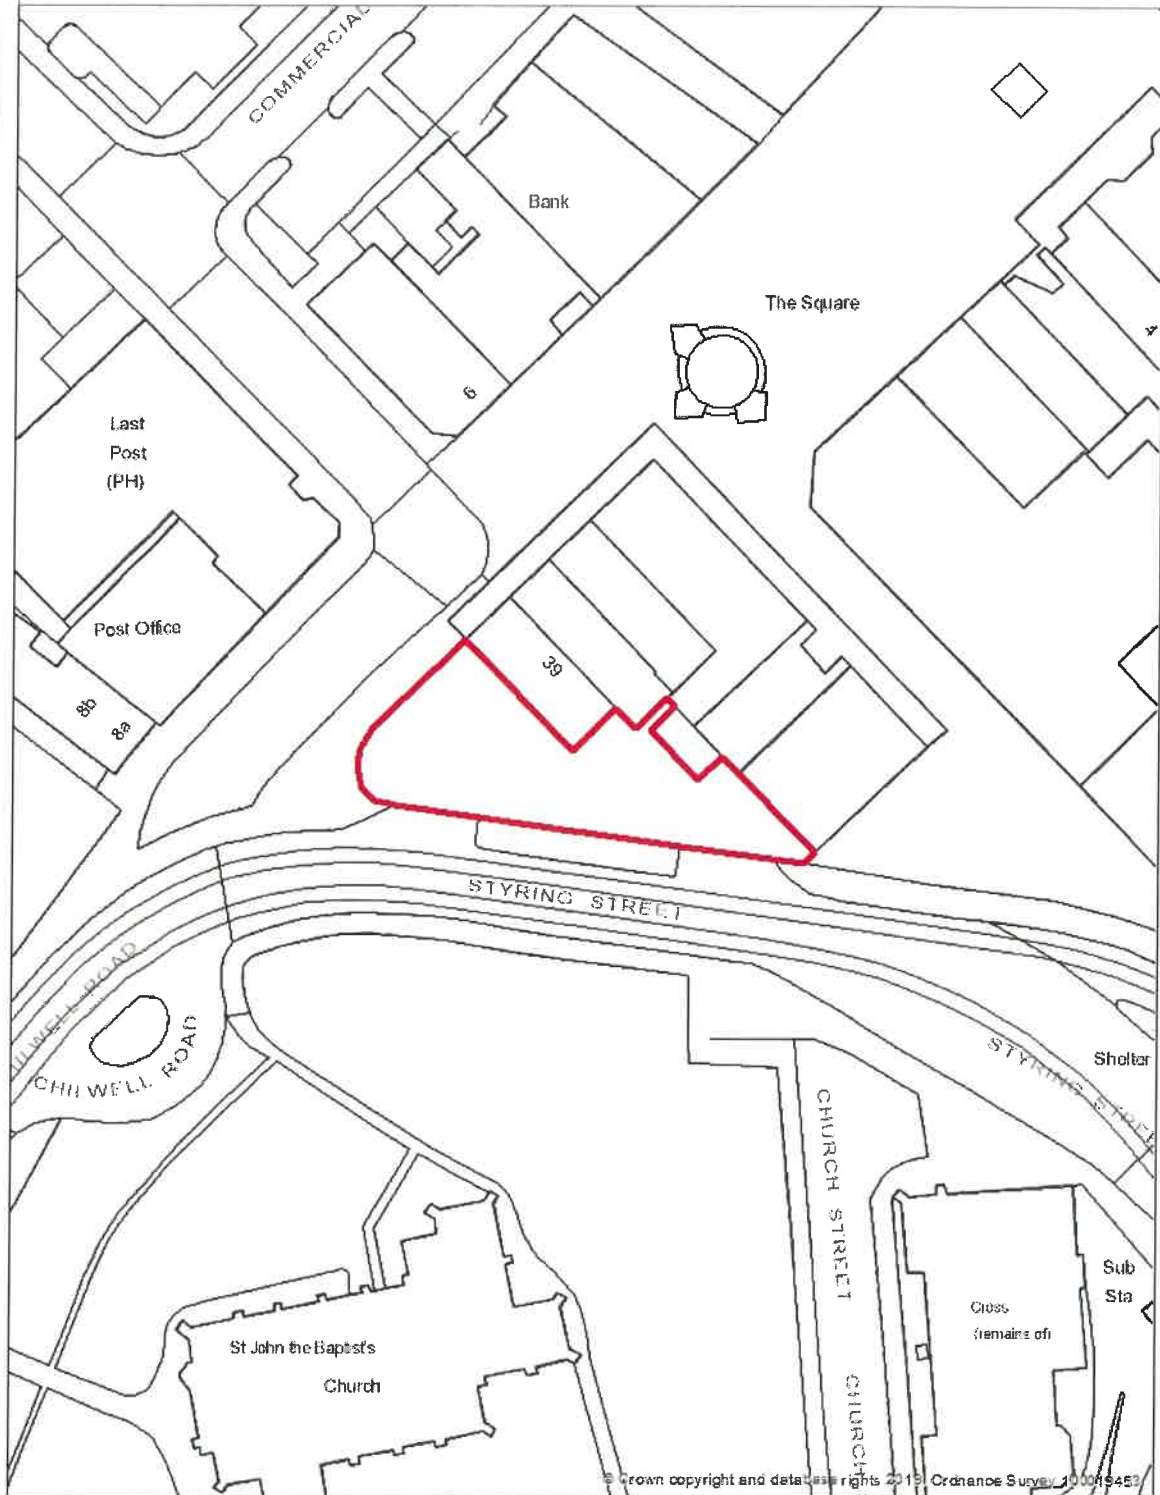 COMMERCIAL
Bank
The Square
4
6
Last
Post
(PH)
Post Office
39
8b
8a
STYRING STREET
CHILWELL ROAD
CHILWELL ROAD
STYRING STREET
Shelter
CHURCH STREET
Sub
Sta
Cross
(remains of)
St John the Baptist's
Church
CHURCH
© Crown copyright and database rights 2019 Ordnance Survey